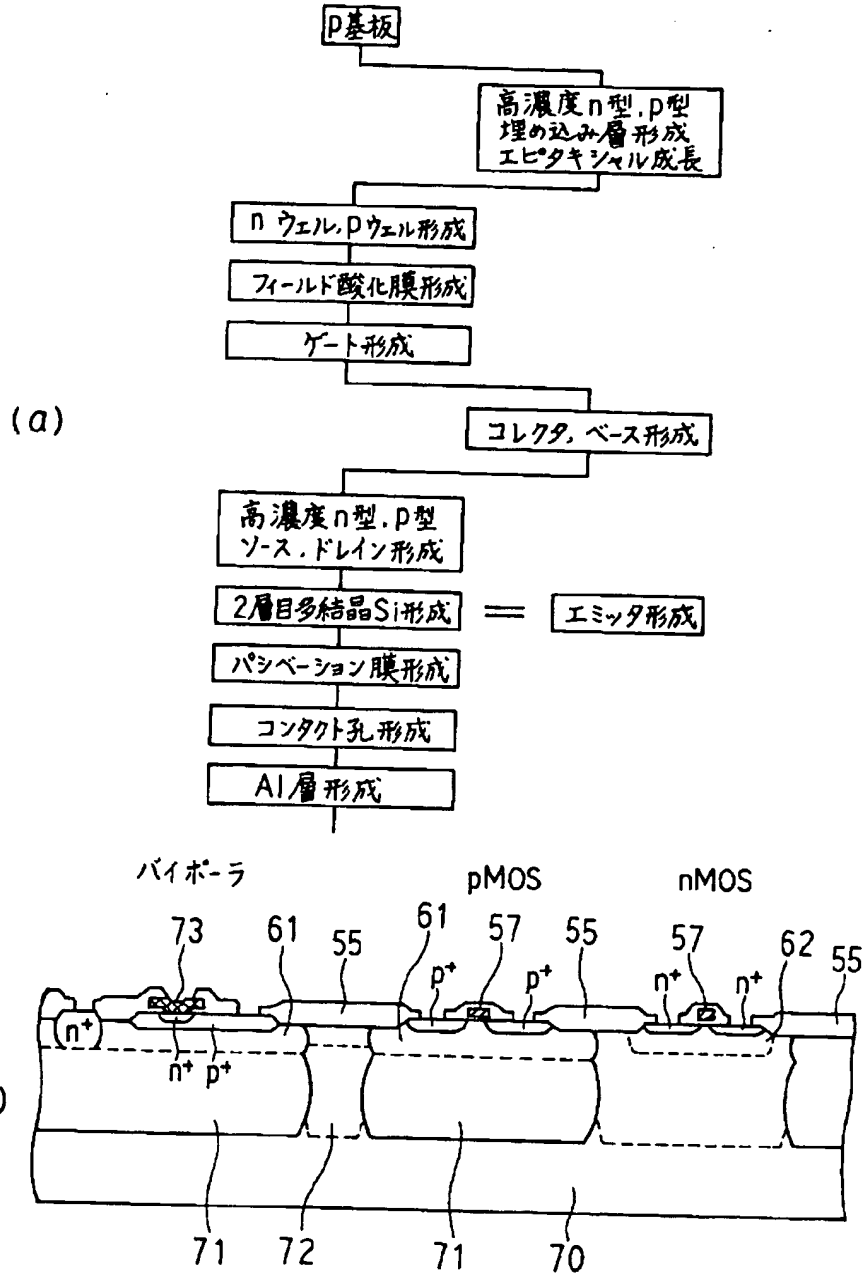 p基板
高濃度n型,p型
埋め込み層形成
エピタキシャル成長
nウェル,pウェル形成
フィールド酸化膜形成
ゲート形成
(a)
コレクタ,ベース形成
高濃度n型,p型
ソース,ドレイン形成
2層目多結晶Si形成 = エミッタ形成
パシベーション膜形成
コンタクト孔形成
Al層形成
バイポーラ pMOS nMOS
73 61 55 61 57 55 57 62 55
p+ p+ n+ n+
n+ n+ p+
)
71 72 71 70